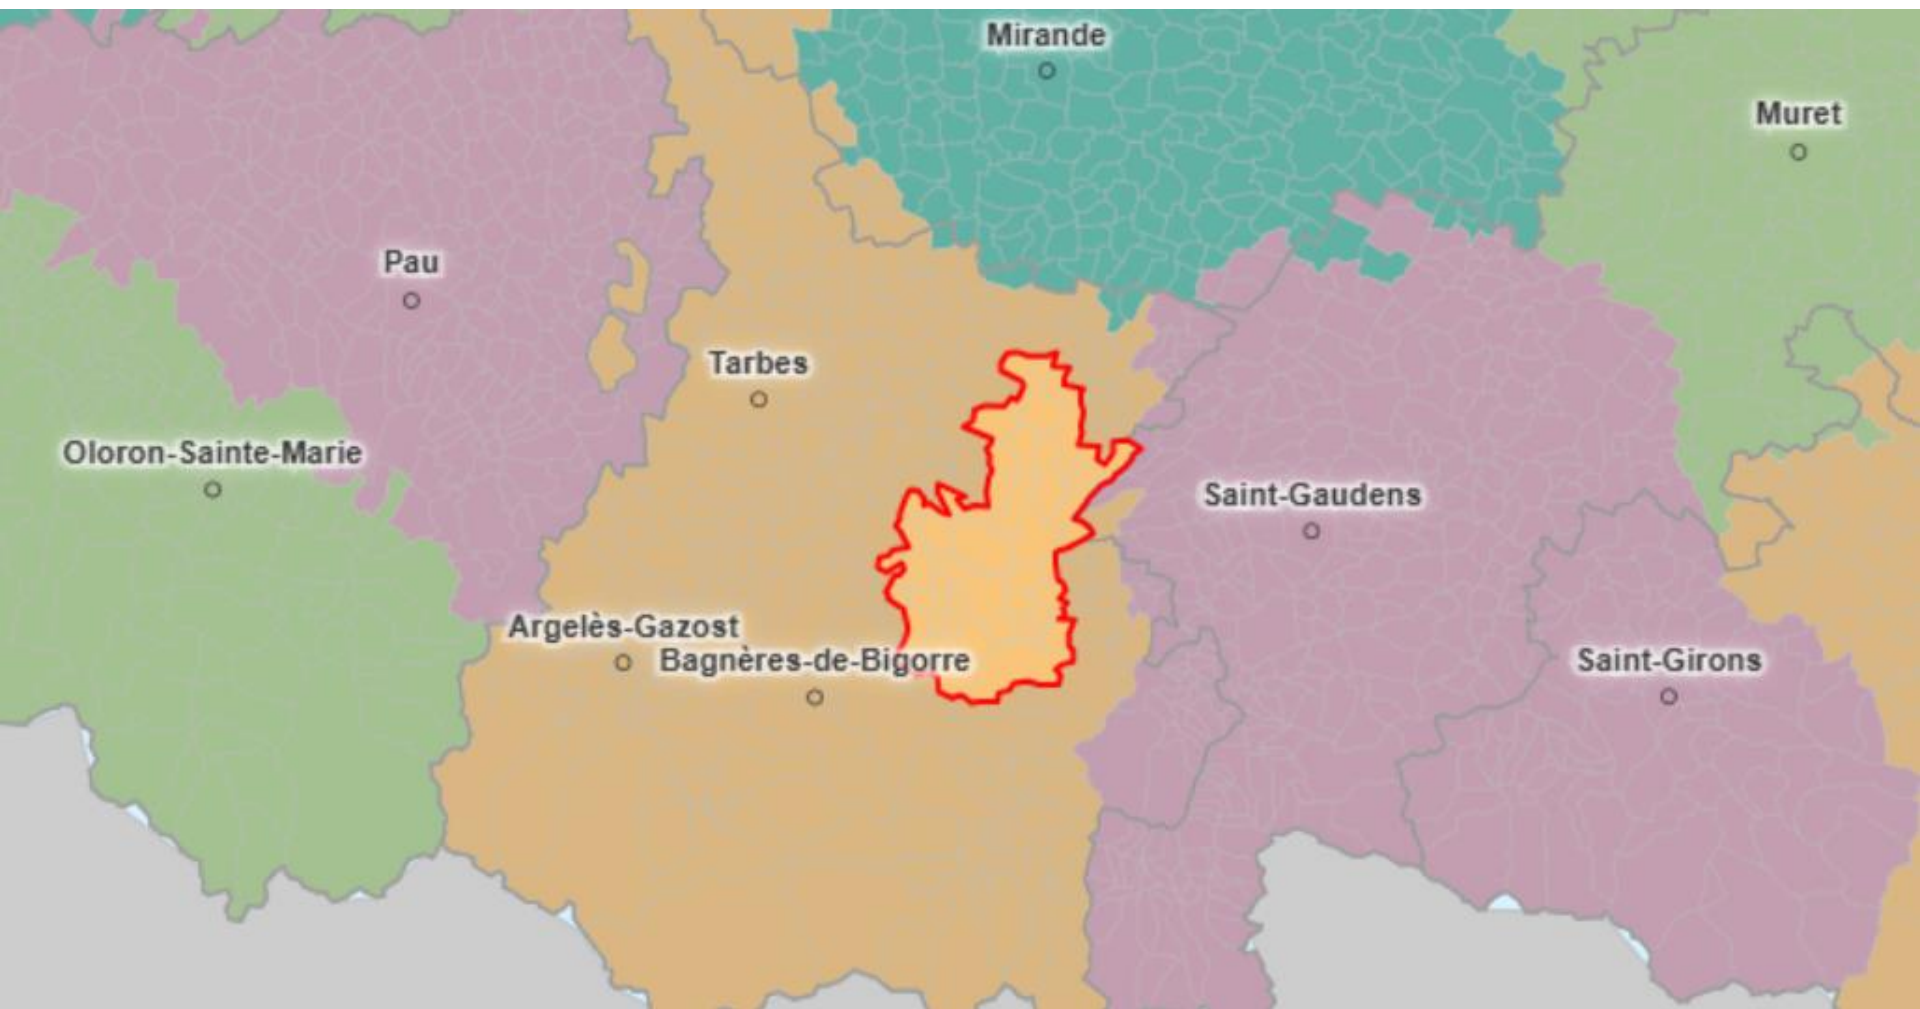 Mirande
Muret
Pau
Tarbes
Oloron-Sainte-Marie
Saint-Gaudens
Argelès-Gazost
Bagnères-de-Bigorre
Saint-Girons